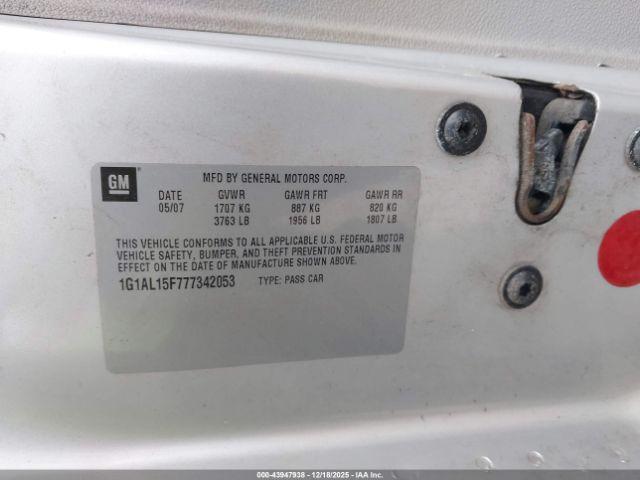 GM
MFD BY GENERAL MOTORS CORP.
DATE GVWR GAWR FRT GAWR RR
05/07 1707 KG 887 KG 820 KG
3763 LB 1956 LB 1807 LB
THIS VEHICLE CONFORMS TO ALL APPLICABLE U.S. FEDERAL MOTOR
VEHICLE SAFETY, BUMPER, AND THEFT PREVENTION STANDARDS IN
EFFECT ON THE DATE OF MANUFACTURE SHOWN ABOVE.
1G1AL15F777342053 TYPE: PASS CAR
000-43947938 - 12/18/2025 - IAA, Inc.